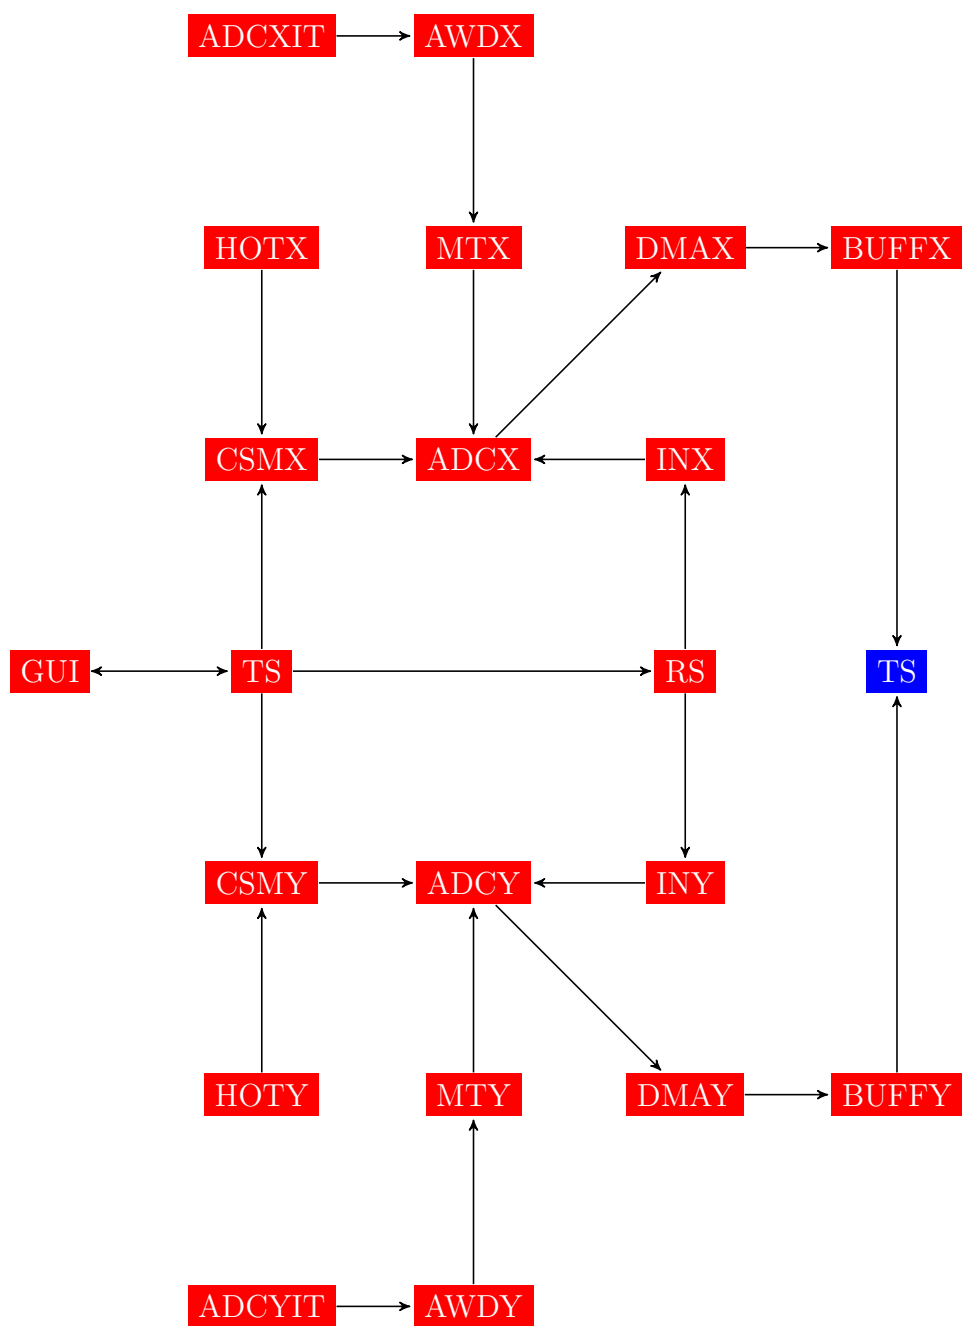 ADCXIT AWDX
HOTX MTX DMAX BUFFX
CSMX ADCX INX
GUI TS RS TS
CSMY ADCY INY
HOTY MTY DMAY BUFFY
ADCYIT AWDY